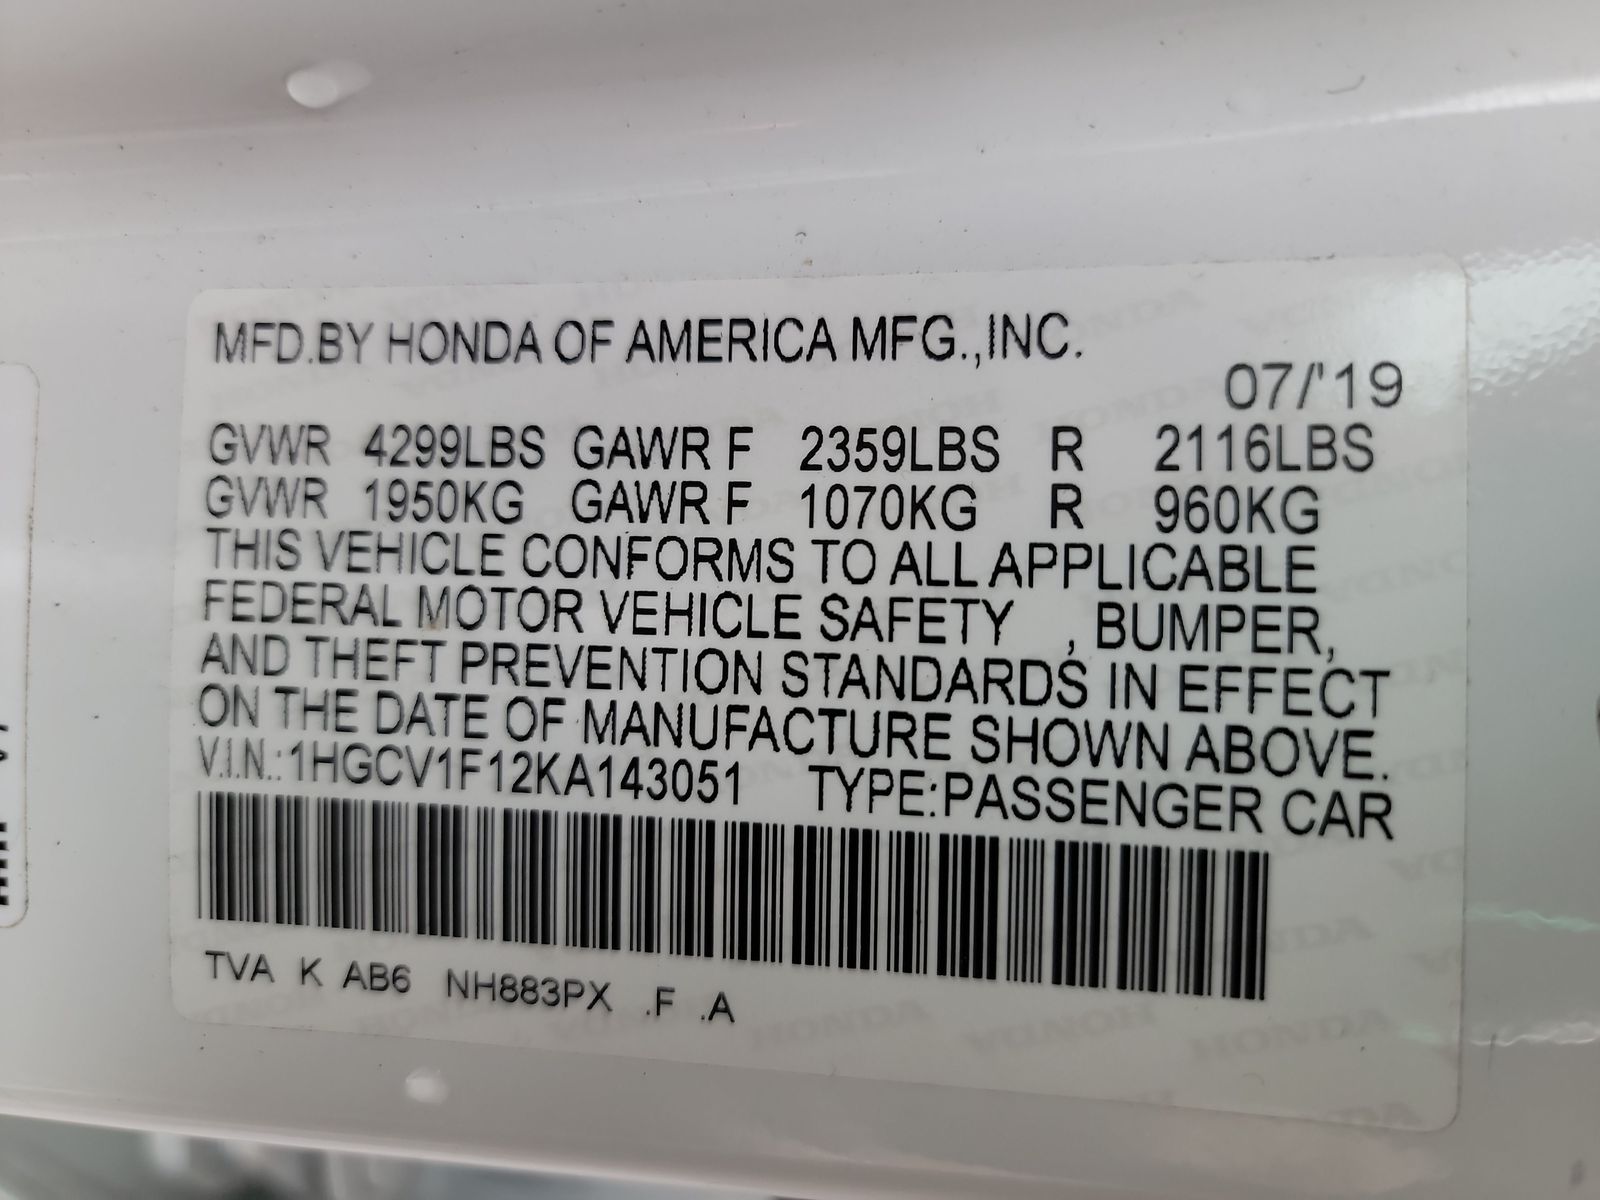 MFD.BY HONDA OF AMERICA MFG.,INC.
07/'19
GVWR 4299LBS GAWR F 2359LBS R 2116LBS
GVWR 1950KG GAWR F 1070KG R 960KG
THIS VEHICLE CONFORMS TO ALL APPLICABLE
FEDERAL MOTOR VEHICLE SAFETY , BUMPER,
AND THEFT PREVENTION STANDARDS IN EFFECT
ON THE DATE OF MANUFACTURE SHOWN ABOVE.
V.I.N.:1HGCV1F12KA143051 TYPE:PASSENGER CAR
TVA K AB6 NH883PX .F .A